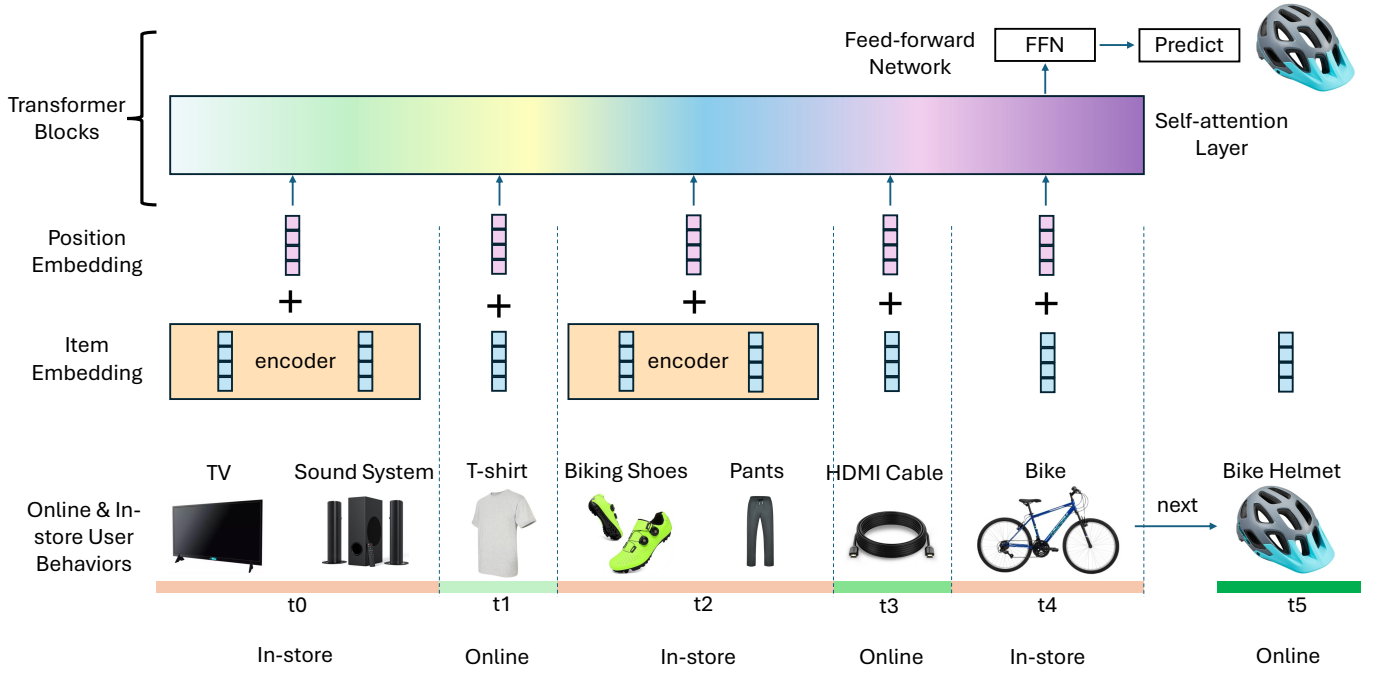 Feed-forward
Network
FFN
Predict
Transformer
Blocks
Self-attention
Layer
Position
Embedding
+ + + + +
Item
Embedding
encoder
encoder
TV
Sound System
T-shirt
Biking Shoes
Pants
HDMI Cable
Bike
Bike Helmet
Online & In-
store User
Behaviors
next
t0
t1
t2
t3
t4
t5
In-store
Online
In-store
Online
In-store
Online